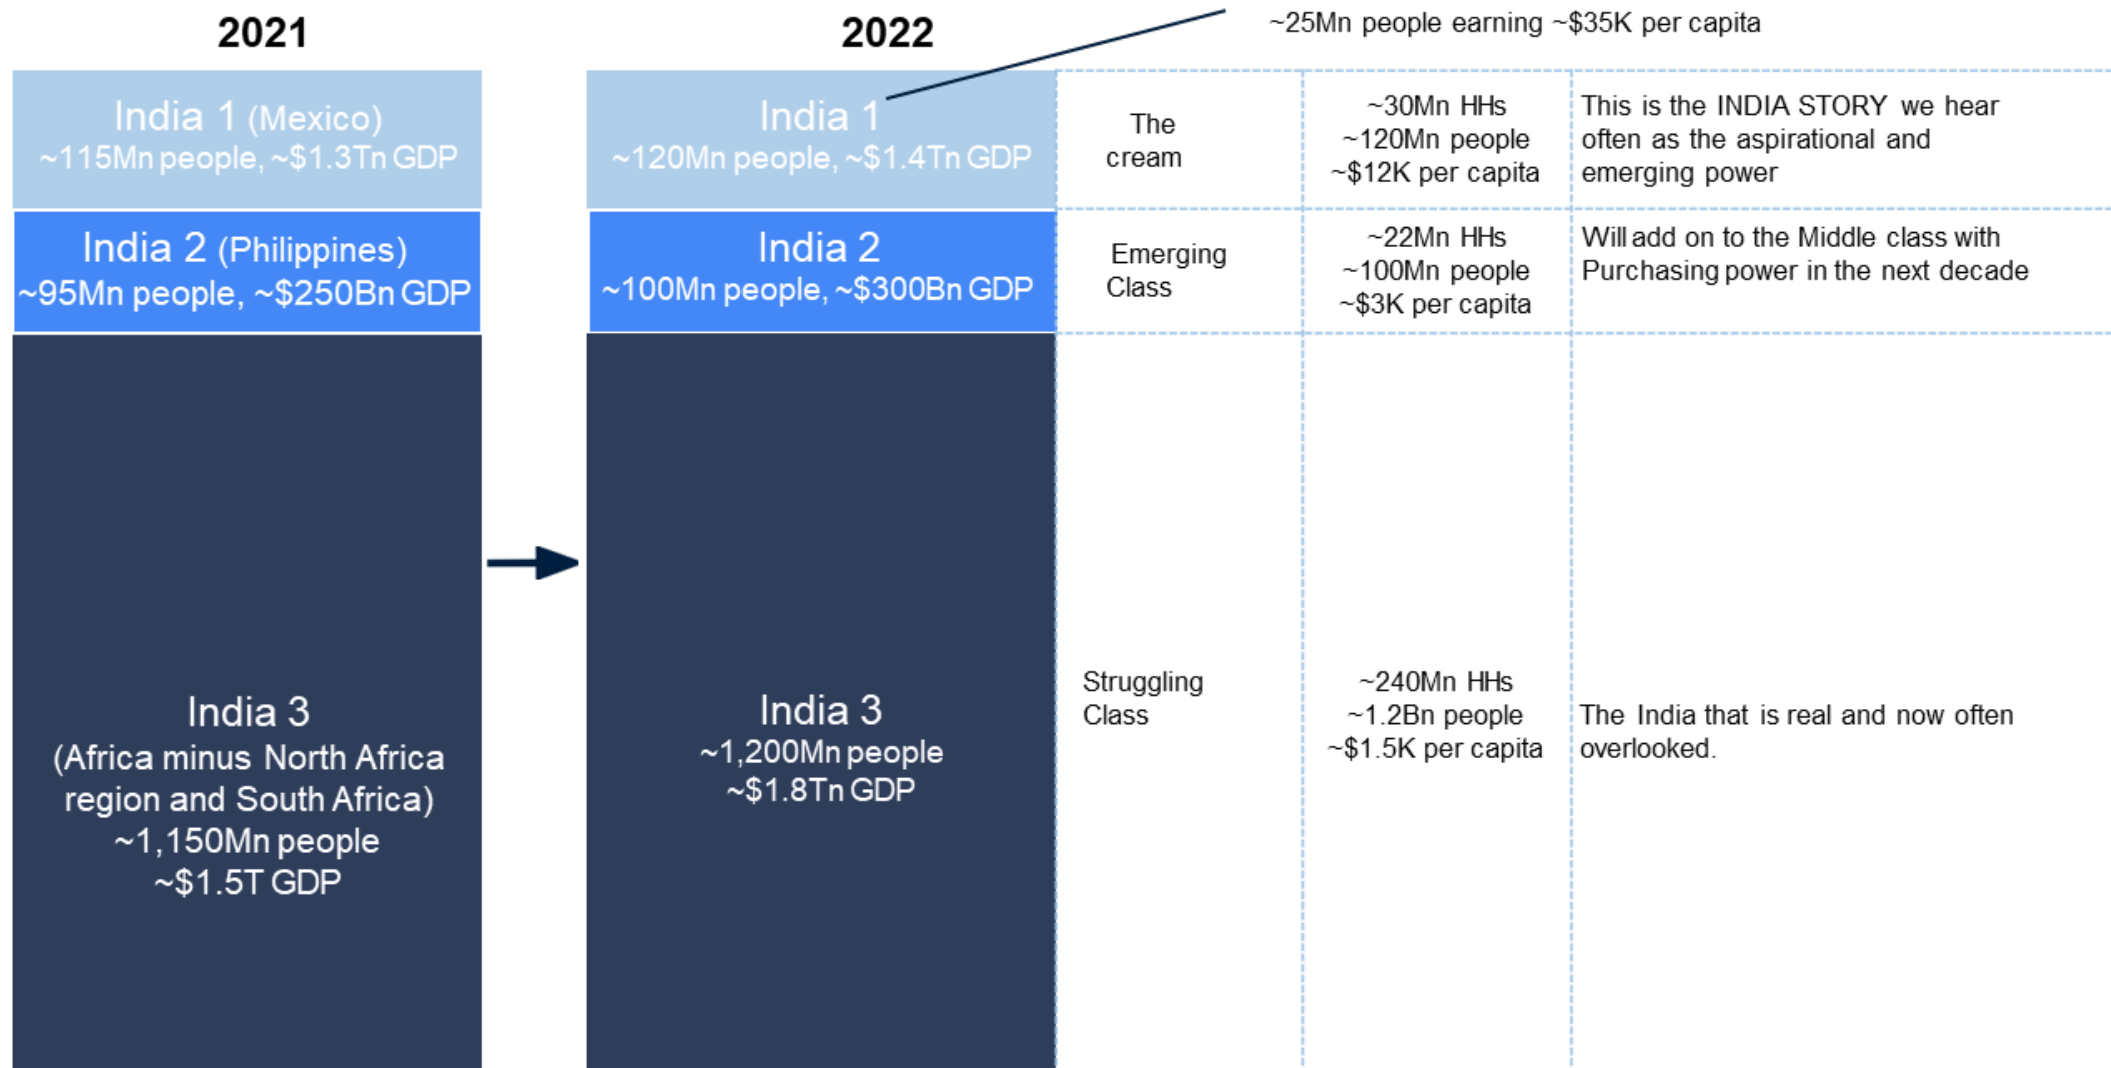 2021
2022
~25Mn people earning ~$35K per capita
India 1 (Mexico)
~115Mn people, ~$1.3Tn GDP
India 1
~120Mn people, ~$1.4Tn GDP
The
cream
~30Mn HHs
~120Mn people
~$12K per capita
This is the INDIA STORY we hear
often as the aspirational and
emerging power
India 2 (Philippines)
~95Mn people, ~$250Bn GDP
India 2
~100Mn people, ~$300Bn GDP
Emerging
Class
~22Mn HHs
~100Mn people
~$3K per capita
Will add on to the Middle class with
Purchasing power in the next decade
India 3
(Africa minus North Africa
region and South Africa)
~1,150Mn people
~$1.5T GDP
India 3
~1,200Mn people
~$1.8Tn GDP
Struggling
Class
~240Mn HHs
~1.2Bn people
~$1.5K per capita
The India that is real and now often
overlooked.